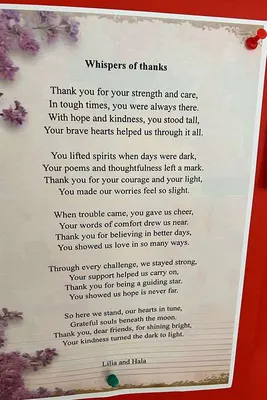 Whispers of thanks
Thank you for your strength and care,
In tough times, you were always there.
With hope and kindness, you stood tall,
Your brave hearts helped us through it all.
You lifted spirits when days were dark,
Your poems and thoughtfulness left a mark.
Thank you for your courage and your light,
You made our worries feel so slight.
When trouble came, you gave us cheer,
Your words of comfort drew us near.
Thank you for believing in better days,
You showed us love in so many ways.
Through every challenge, we stayed strong,
Your support helped us carry on,
Thank you for being a guiding star.
You showed us hope is never far.
So here we stand, our hearts in tune,
Grateful souls beneath the moon.
Thank you, dear friends, for shining bright,
Your kindness turned the dark to light.
Lilia and Hala